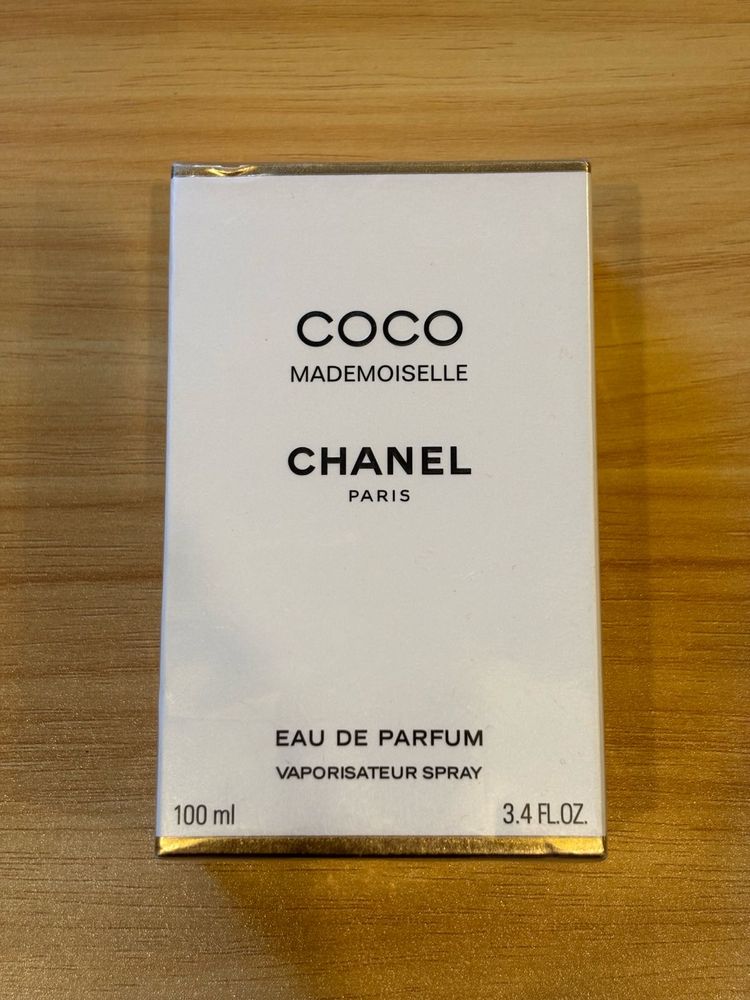 COCO
MADEMOISELLE
CHANEL
PARIS
EAU DE PARFUM
VAPORISATEUR SPRAY
100 ml 3.4 FL.OZ.